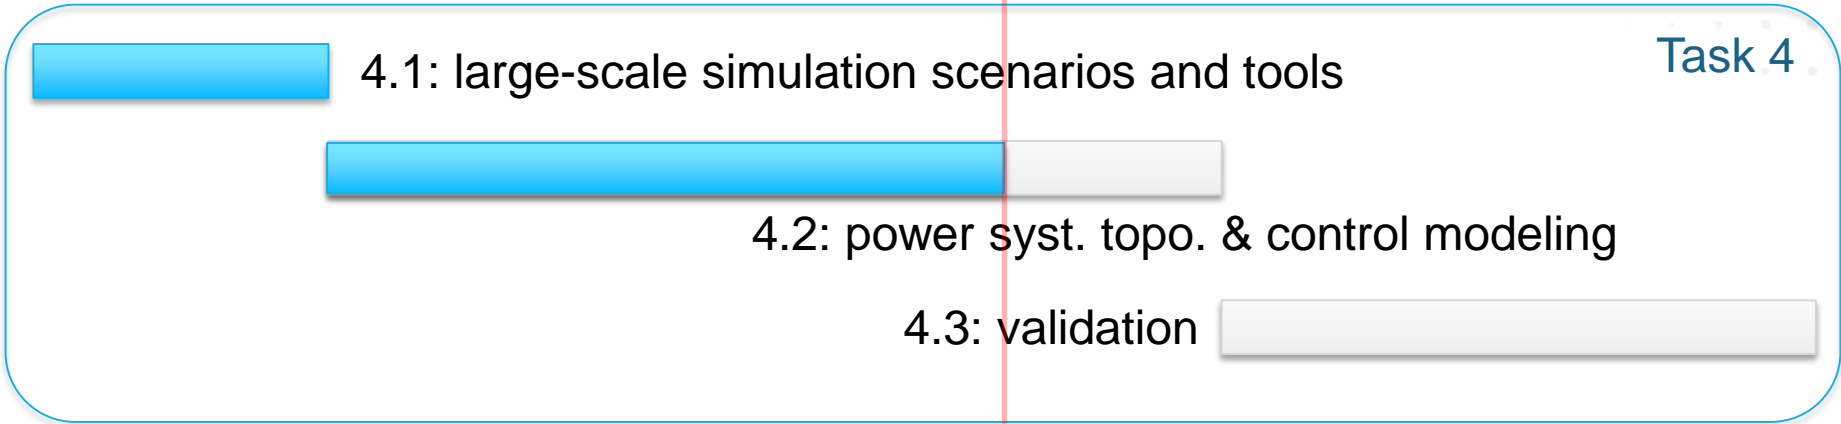 Task 4
4.1: large-scale simulation scenarios and tools
4.2: power syst. topo. & control modeling
4.3: validation